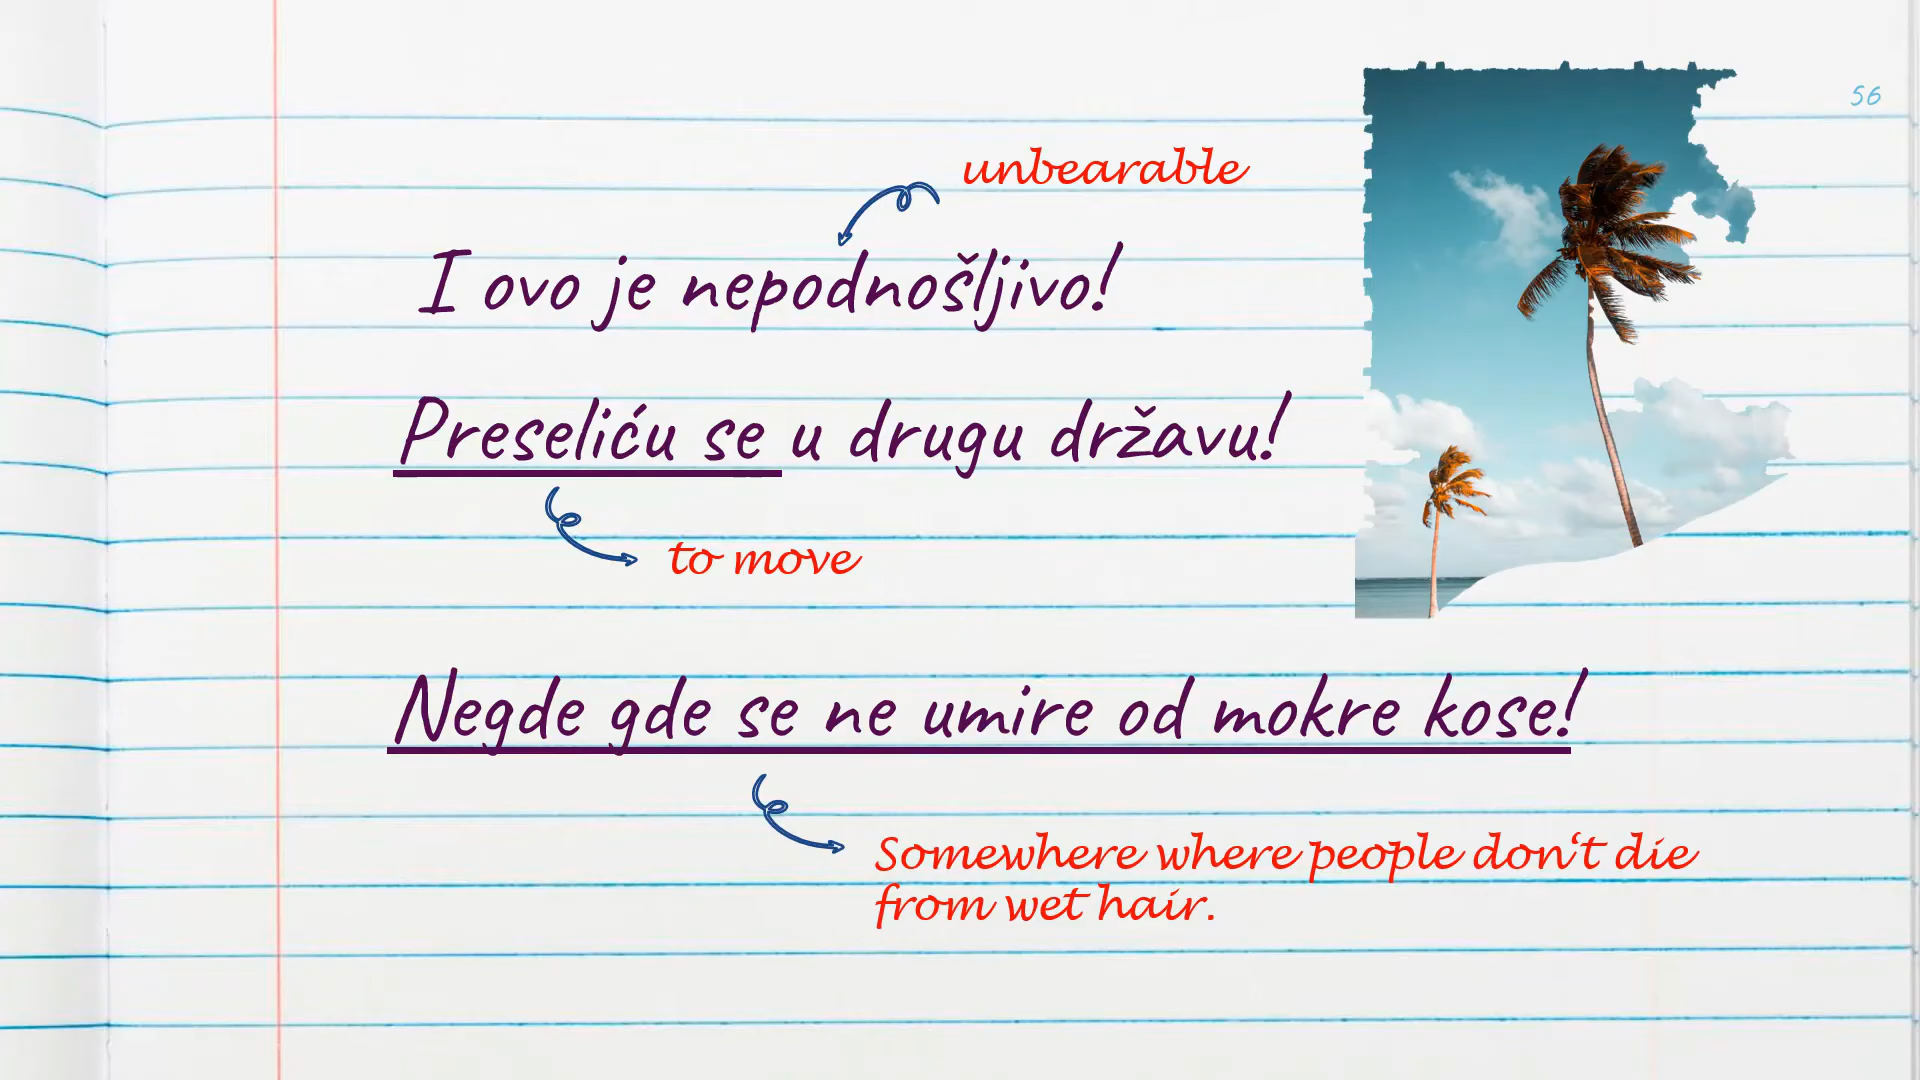 56
unbearable
I ovo je nepodnošljivo!
Preseliću se u drugu državu!
to move
Negde gde se ne umire od mokre kose!
Somewhere where people don‘t die
from wet hair.